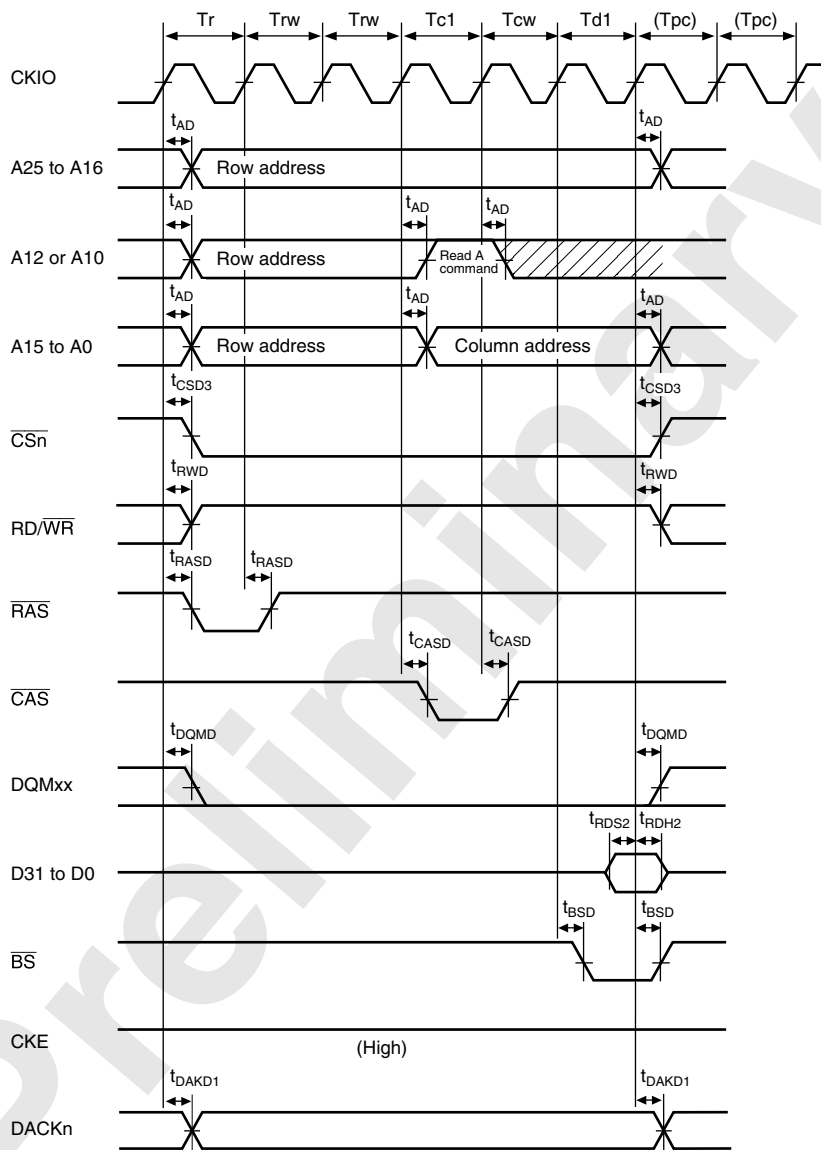 Tr Trw Trw Tc1 Tcw Td1 (Tpc) (Tpc)
CKIO
tAD tAD
A25 to A16 Row address
tAD tAD tAD
A12 or A10 Row address Read A command
tAD tAD tAD
A15 to A0 Row address Column address
tCSD3 tCSD3
CSn
tRWD tRWD
RD/WR
tRASD tRASD
RAS
tCASD tCASD
CAS
tDQMD tDQMD
DQMxx
tRDS2 tRDH2
D31 to D0
tBSD tBSD
BS
CKE (High)
tDAKD1 tDAKD1
DACKn
Preliminary